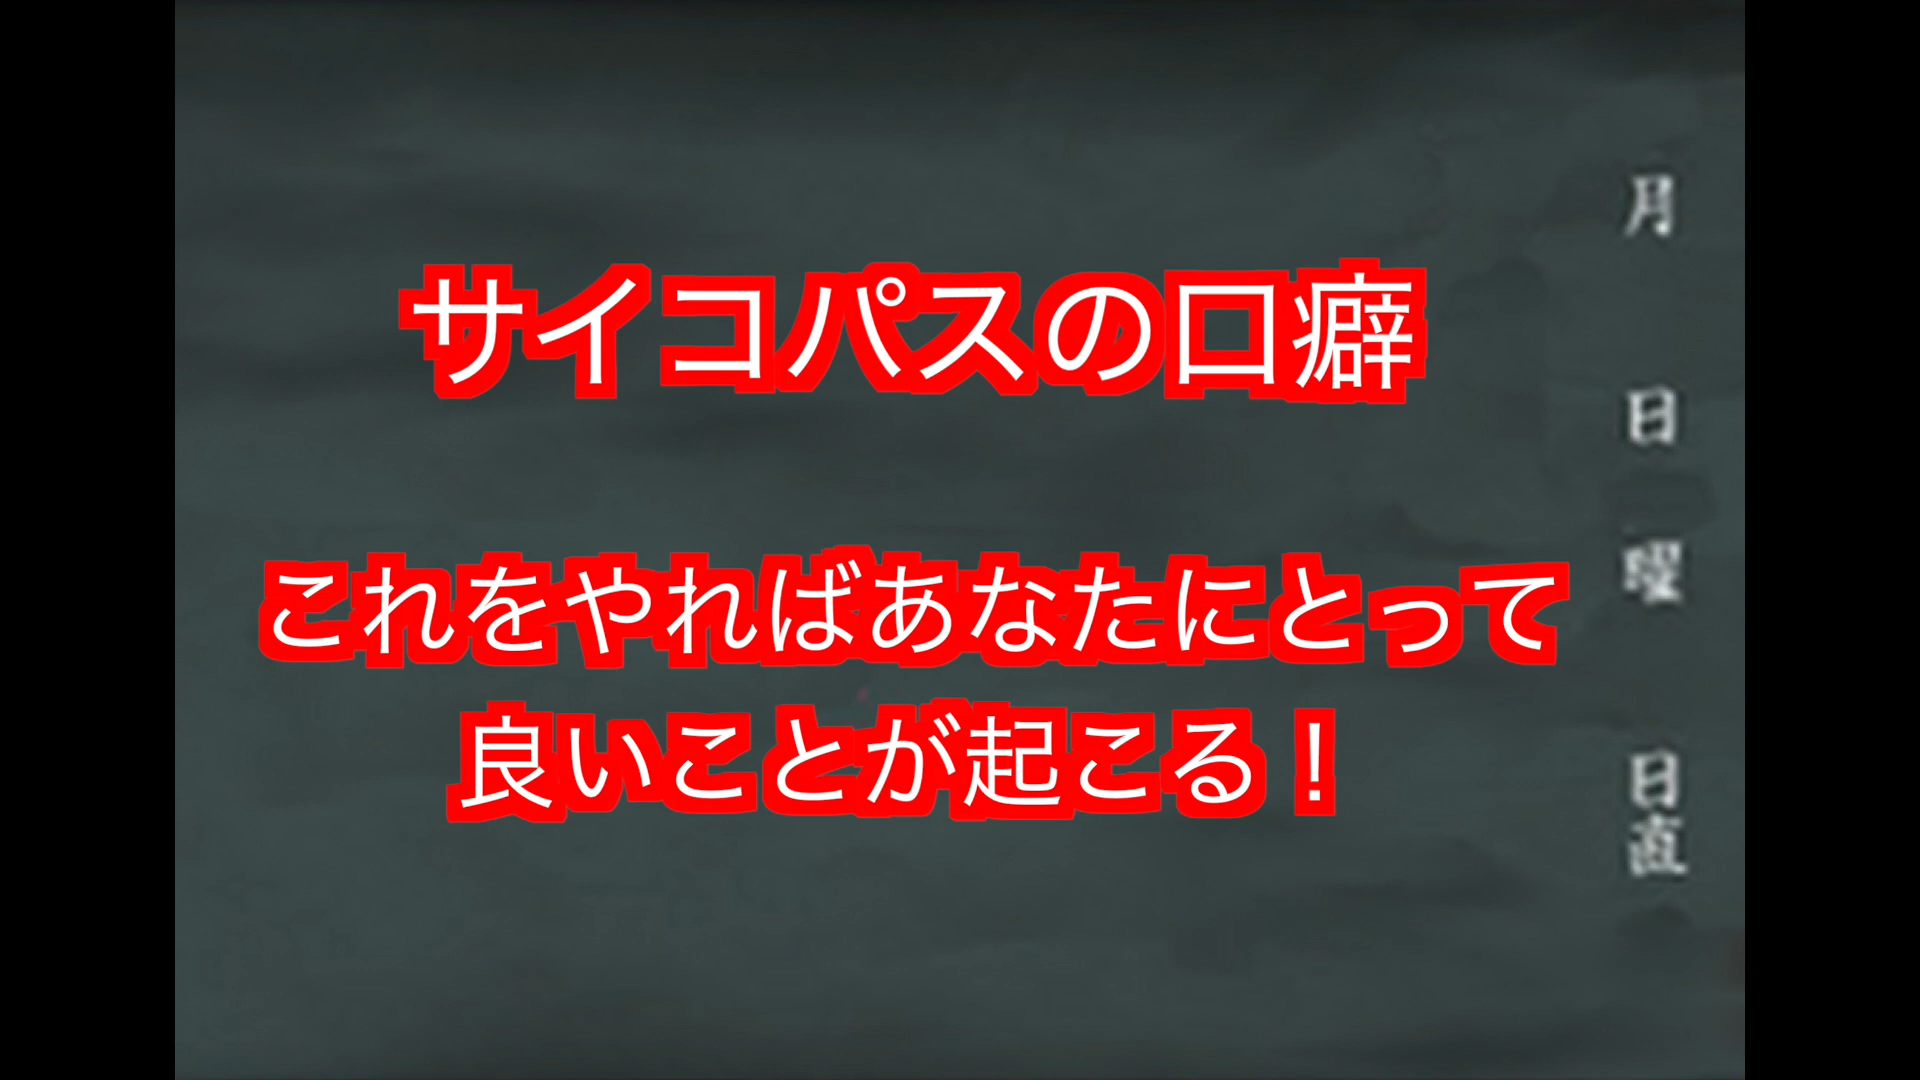 サイコパスの口癖
これをやればあなたにとって
良いことが起こる！
月
日
曜
日直